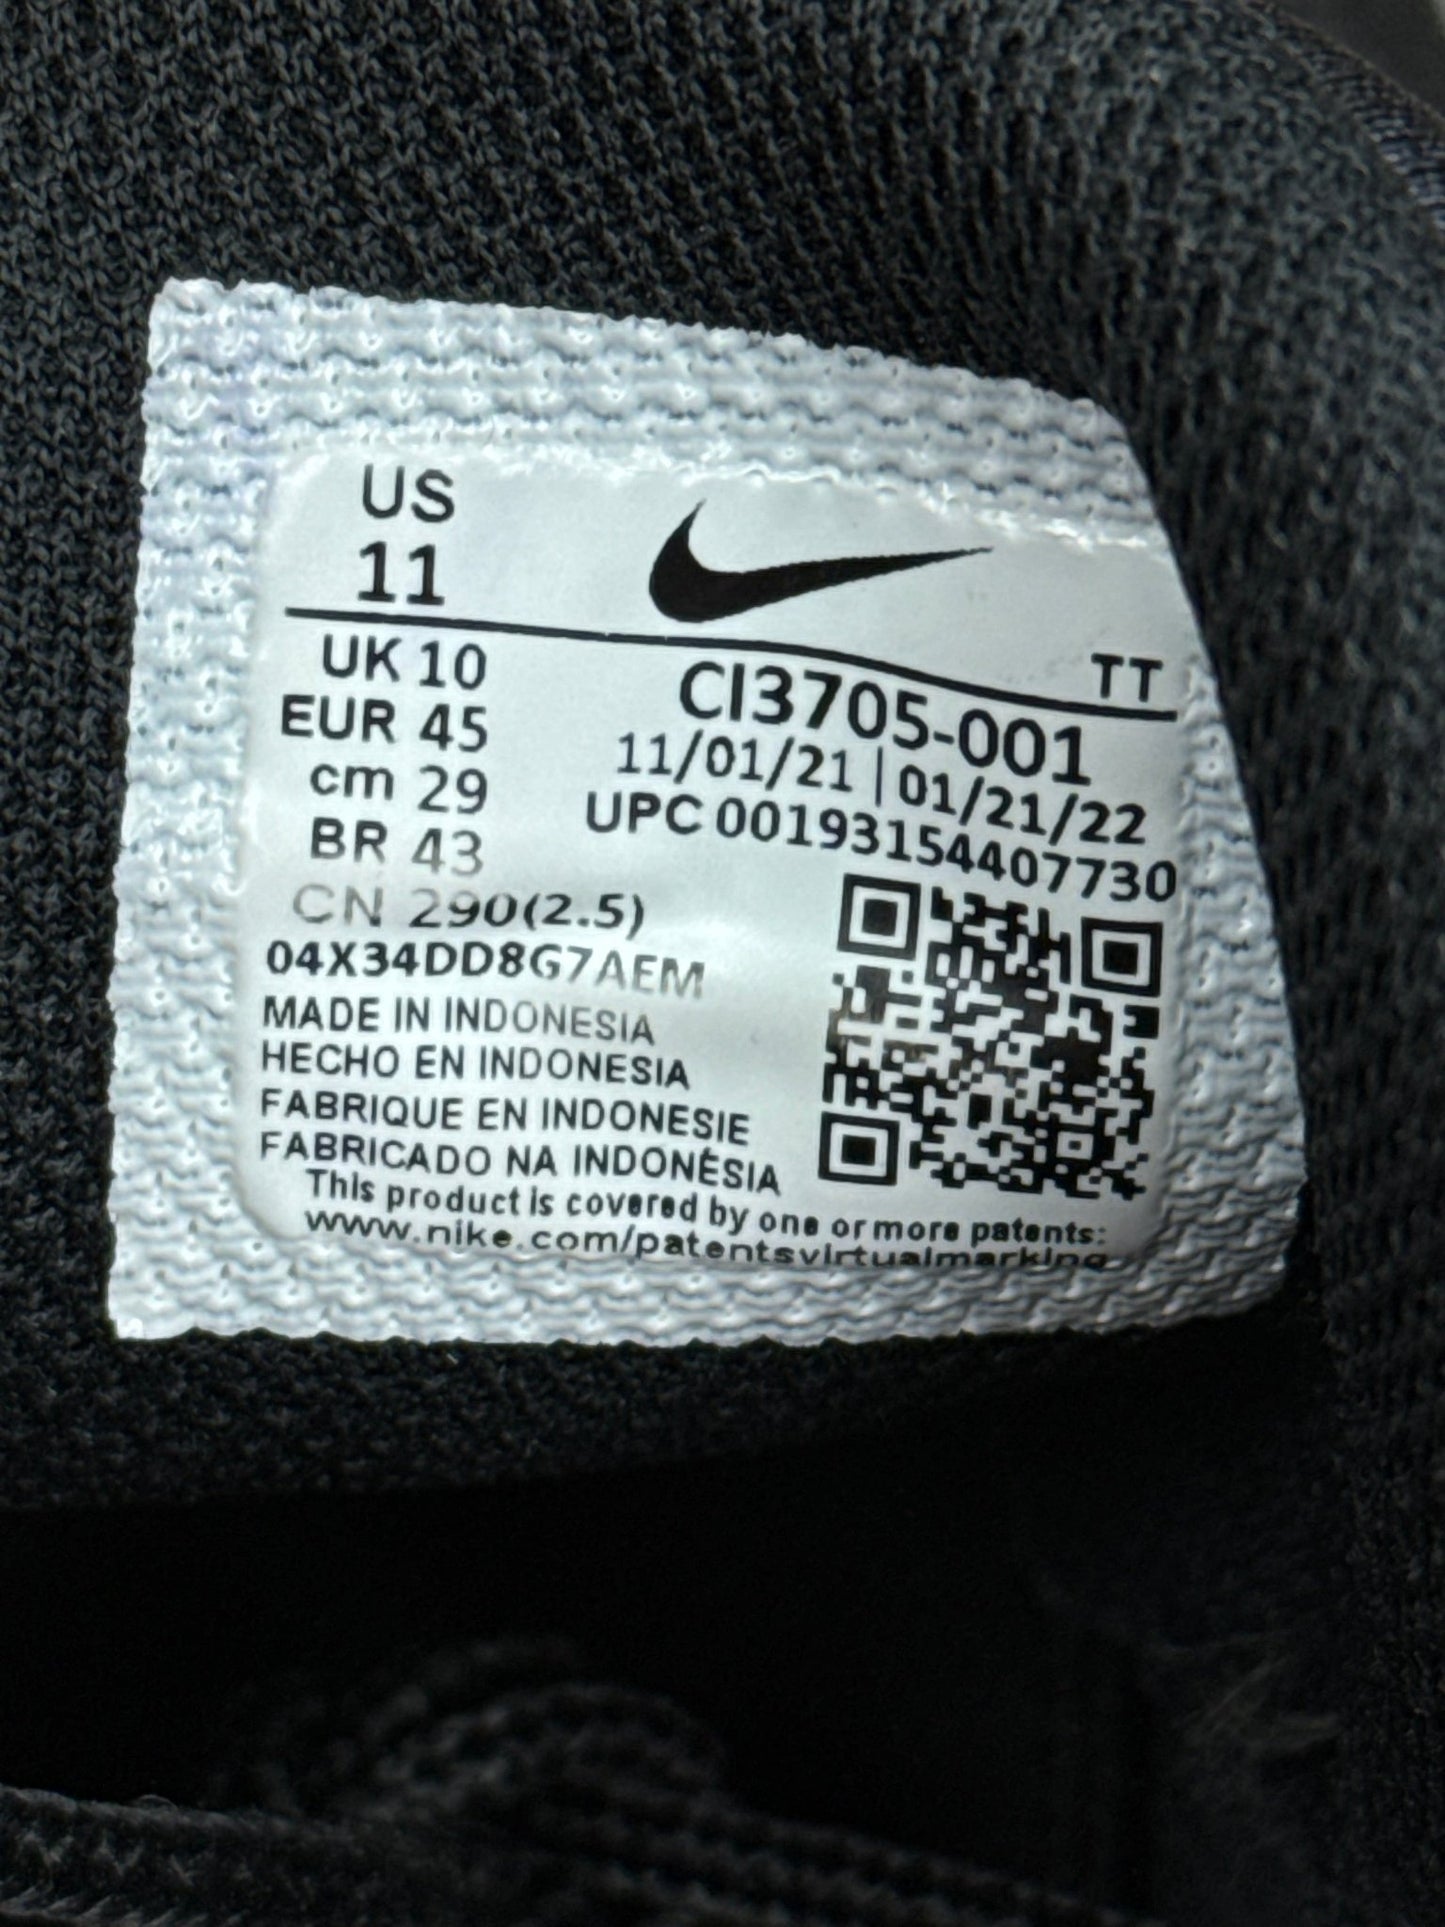 US
11
TT
UK 10
EUR 45
cm 29
BR 43
CN 290(2.5)
CI3705-001
11/01/21 | 01/21/22
UPC 00193154407730
04X34DD8G7AEM
MADE IN INDONESIA
HECHO EN INDONESIA
FABRIQUE EN INDONESIE
FABRICADO NA INDONÉSIA
This product is covered by one or more patents:
www.nike.com/patentsvirtualmarking